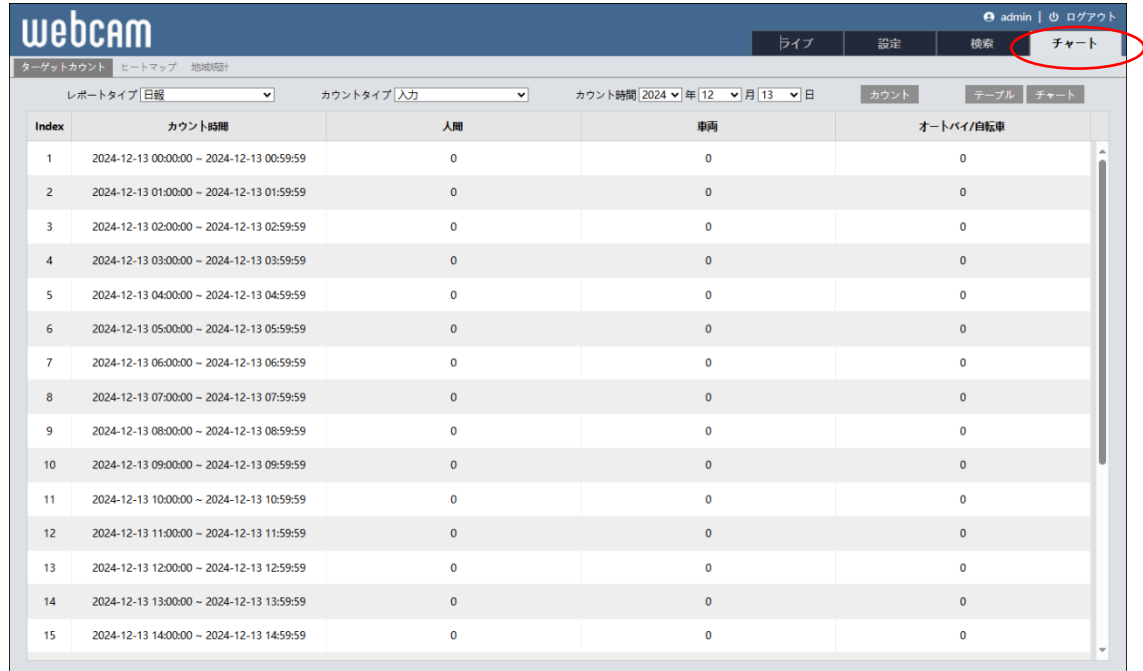 webcam
admin | ログアウト
ライブ 設定 検索 チャート
ターゲットカウント ヒートマップ 地域統計
レポートタイプ 日報 カウントタイプ 入力 カウント時間 2024 年 12 月 13 日 カウント テーブル チャート
Index カウント時間 人間 車両 オートバイ/自転車
1 2024-12-13 00:00:00 ~ 2024-12-13 00:59:59 0 0 0
2 2024-12-13 01:00:00 ~ 2024-12-13 01:59:59 0 0 0
3 2024-12-13 02:00:00 ~ 2024-12-13 02:59:59 0 0 0
4 2024-12-13 03:00:00 ~ 2024-12-13 03:59:59 0 0 0
5 2024-12-13 04:00:00 ~ 2024-12-13 04:59:59 0 0 0
6 2024-12-13 05:00:00 ~ 2024-12-13 05:59:59 0 0 0
7 2024-12-13 06:00:00 ~ 2024-12-13 06:59:59 0 0 0
8 2024-12-13 07:00:00 ~ 2024-12-13 07:59:59 0 0 0
9 2024-12-13 08:00:00 ~ 2024-12-13 08:59:59 0 0 0
10 2024-12-13 09:00:00 ~ 2024-12-13 09:59:59 0 0 0
11 2024-12-13 10:00:00 ~ 2024-12-13 10:59:59 0 0 0
12 2024-12-13 11:00:00 ~ 2024-12-13 11:59:59 0 0 0
13 2024-12-13 12:00:00 ~ 2024-12-13 12:59:59 0 0 0
14 2024-12-13 13:00:00 ~ 2024-12-13 13:59:59 0 0 0
15 2024-12-13 14:00:00 ~ 2024-12-13 14:59:59 0 0 0